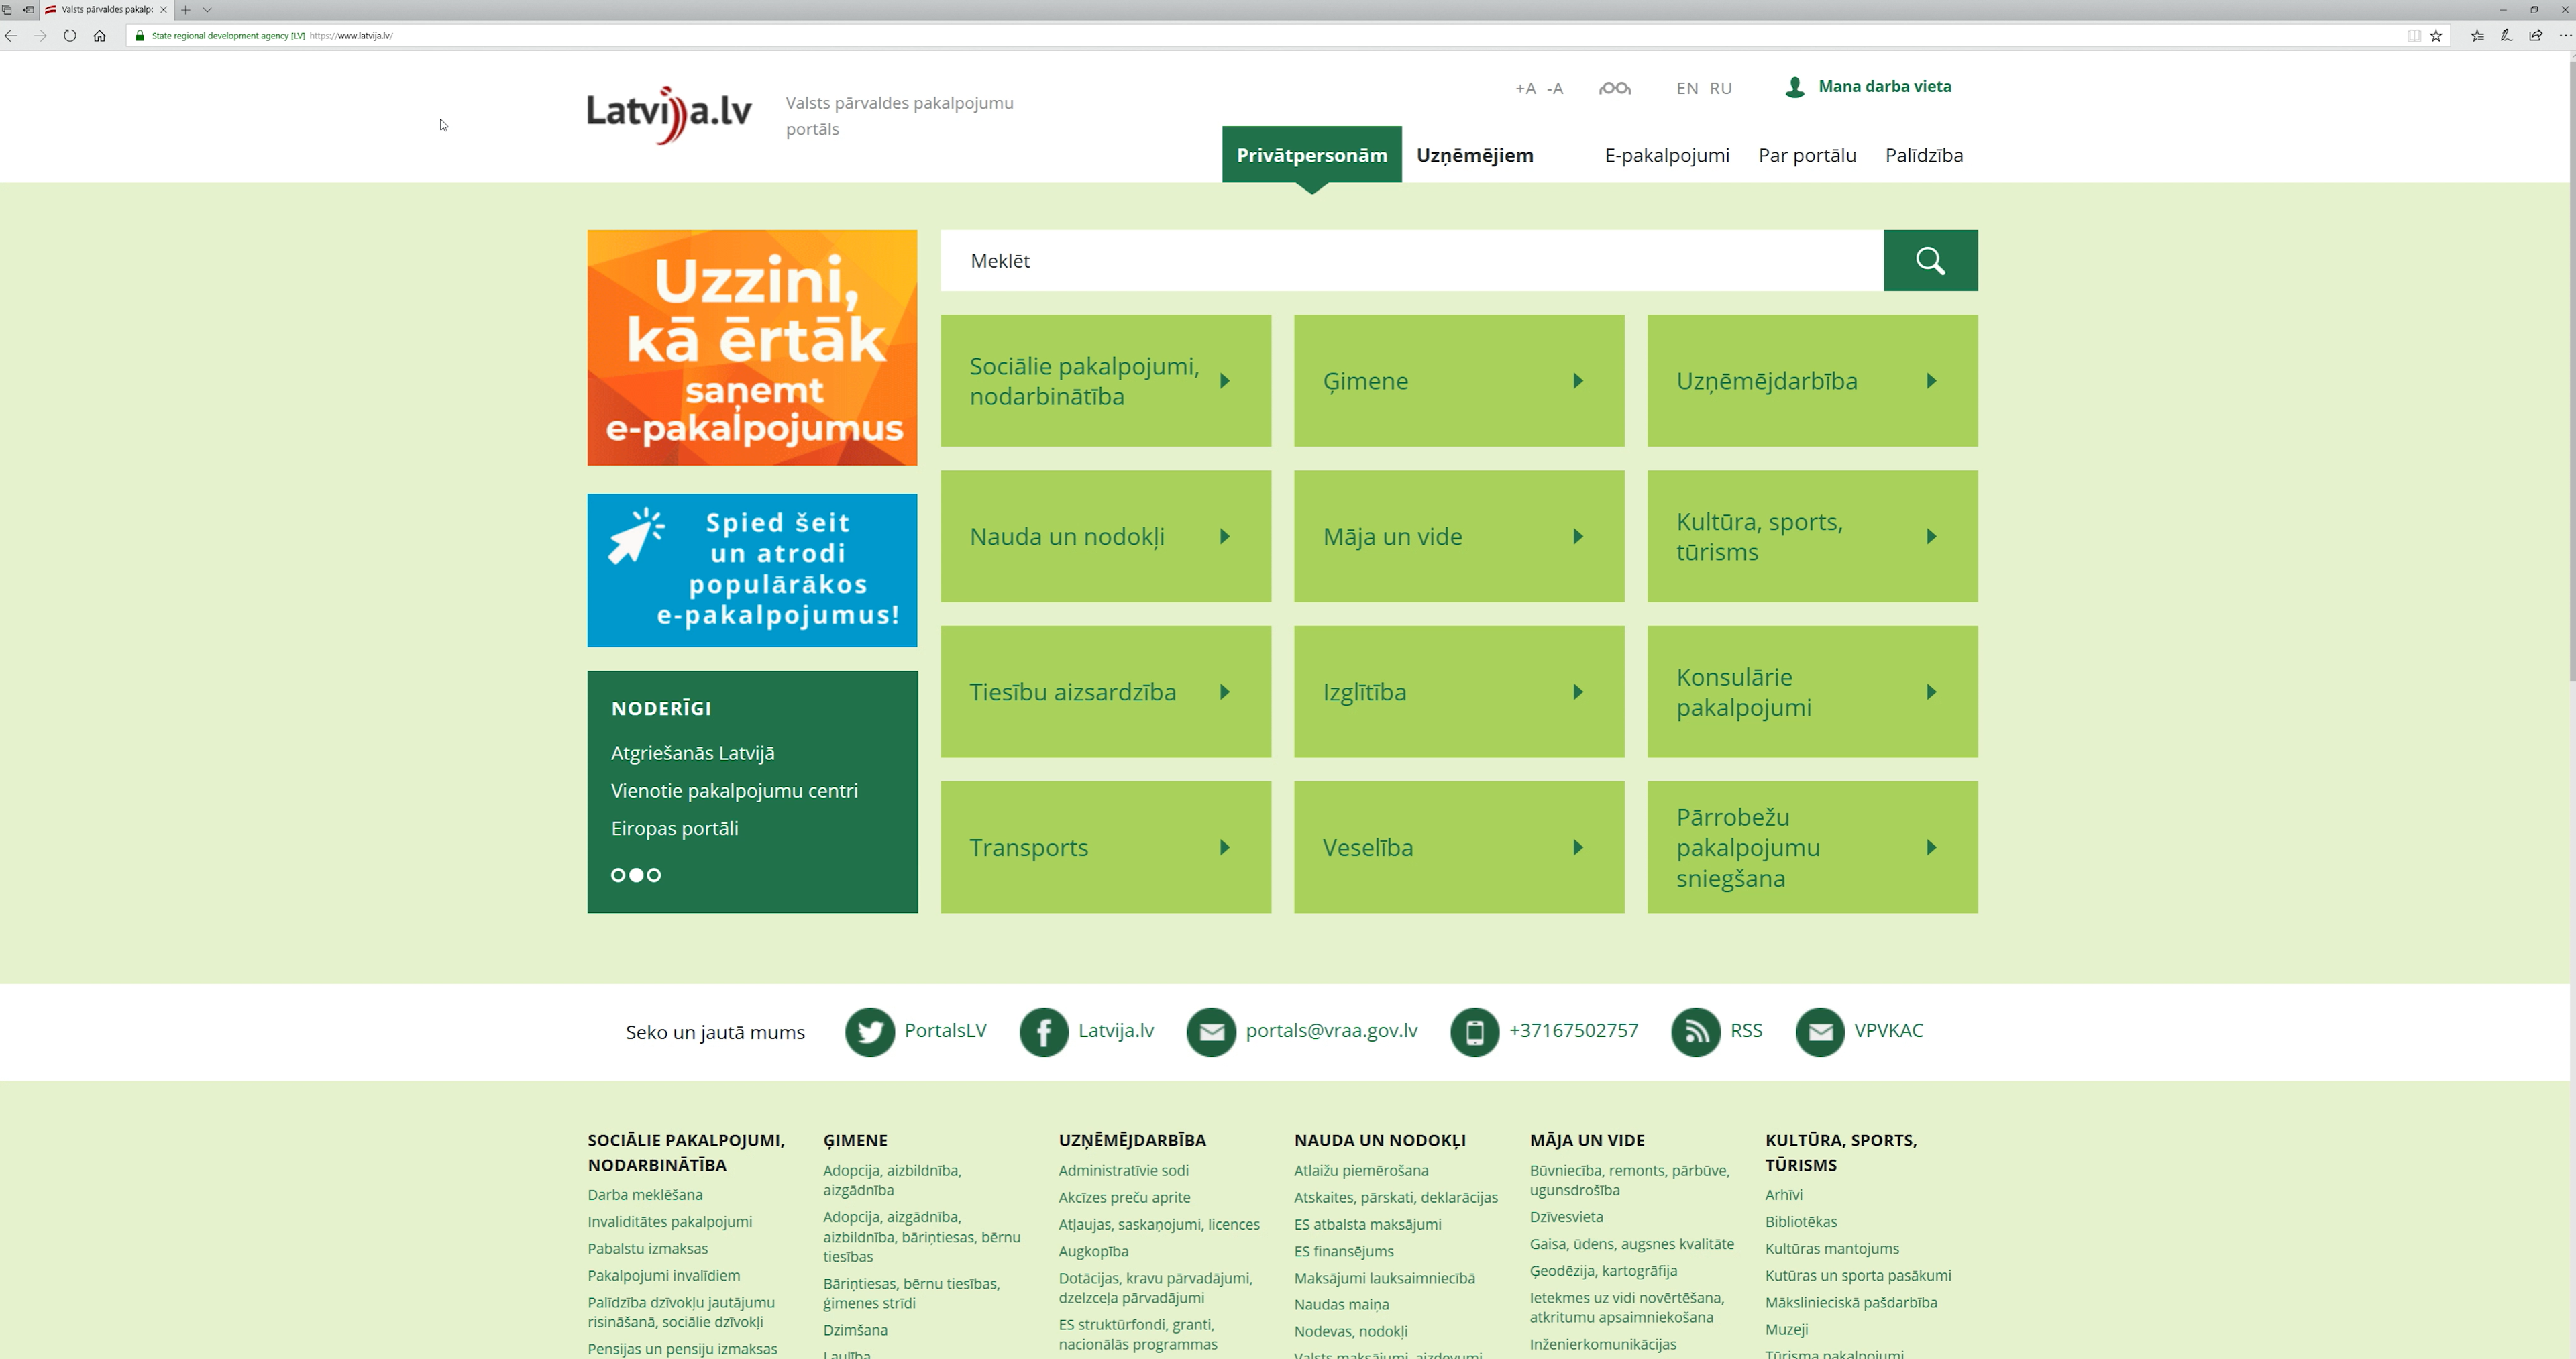 Valsts pārvaldes pakalpo
State regional development agency [LV] https://www.latvija.lv/
Latvija.lv
Valsts pārvaldes pakalpojumu
portāls
+A -A
EN RU
Mana darba vieta
Privātpersonām
Uzņēmējiem
E-pakalpojumi
Par portālu
Palīdzība
Uzzini,
kā ērtāk
saņemt
e-pakalpojumus
Spied šeit
un atrodi
populārākos
e-pakalpojumus!
NODERĪGI
Atgriešanās Latvijā
Vienotie pakalpojumu centri
Eiropas portāli
Meklēt
Sociālie pakalpojumi,
nodarbinātība
Ģimene
Uzņēmējdarbība
Nauda un nodokļi
Māja un vide
Kultūra, sports,
tūrisms
Tiesību aizsardzība
Izglītība
Konsulārie
pakalpojumi
Transports
Veselība
Pārrobežu
pakalpojumu
sniegšana
Seko un jautā mums
PortalsLV
Latvija.lv
portals@vraa.gov.lv
+37167502757
RSS
VPVKAC
SOCIĀLIE PAKALPOJUMI,
NODARBINĀTĪBA
Darba meklēšana
Invaliditātes pakalpojumi
Pabalstu izmaksas
Pakalpojumi invalīdiem
Palīdzība dzīvokļu jautājumu
risināšanā, sociālie dzīvokļi
Pensijas un pensiju izmaksas
ĢIMENE
Adopcija, aizbildnība,
aizgādnība
Adopcija, aizgādnība,
aizbildnība, bāriņtiesas, bērnu
tiesības
Bāriņtiesas, bērnu tiesības,
ģimenes strīdi
Dzimšana
Laulība
UZŅĒMĒJDARBĪBA
Administratīvie sodi
Akcīzes preču aprite
Atļaujas, saskaņojumi, licences
Augkopība
Dotācijas, kravu pārvadājumi,
dzelzceļa pārvadājumi
ES struktūrfondi, granti,
nacionālās programmas
NAUDA UN NODOKĻI
Atlaižu piemērošana
Atskaites, pārskati, deklarācijas
ES atbalsta maksājumi
ES finansējums
Maksājumi lauksaimniecībā
Naudas maiņa
Nodevas, nodokļi
Valsts maksājumi, aizdevumi
MĀJA UN VIDE
Būvniecība, remonts, pārbūve,
ugunsdrošība
Dzīvesvieta
Gaisa, ūdens, augsnes kvalitāte
Ģeodēzija, kartogrāfija
Ietekmes uz vidi novērtēšana,
atkritumu apsaimniekošana
Inženierkomunikācijas
KULTŪRA, SPORTS,
TŪRISMS
Arhīvi
Bibliotēkas
Kultūras mantojums
Kutūras un sporta pasākumi
Mākslinieciskā pašdarbība
Muzeji
Tūrisma pakalpojumi